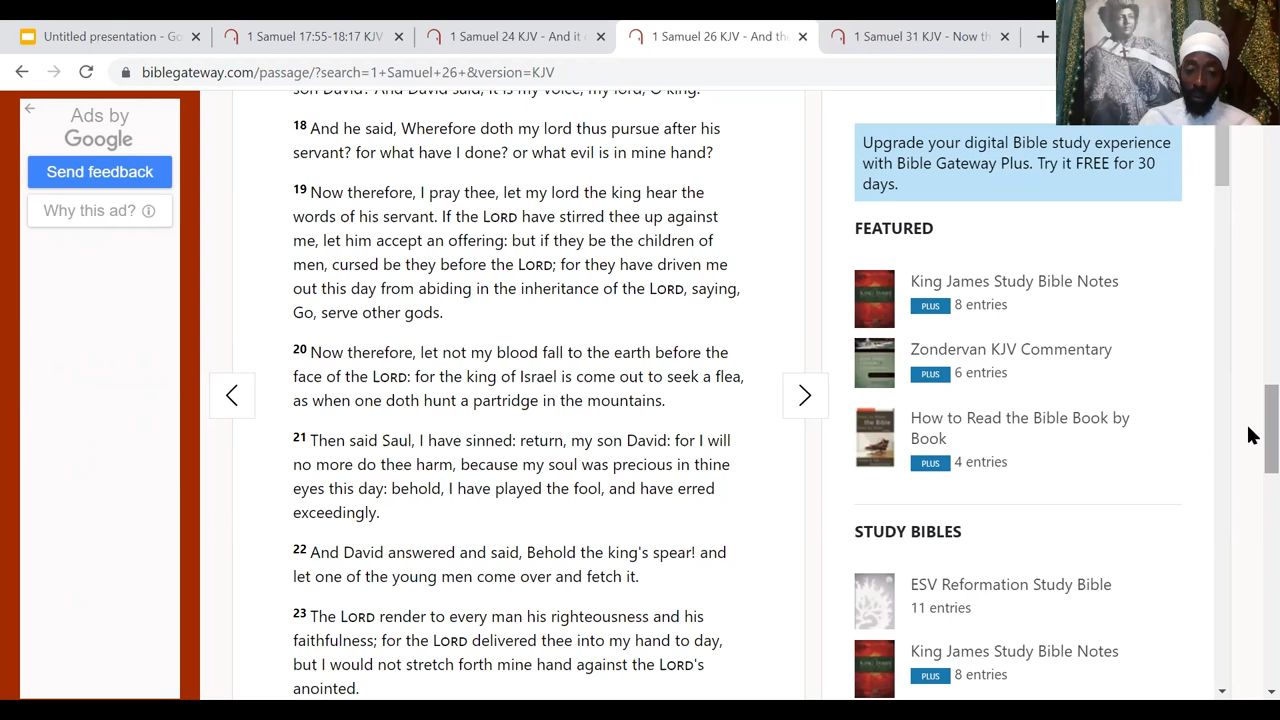 Untitled presentation - Go
1 Samuel 17:55-18:17 KJV
1 Samuel 24 KJV - And it
1 Samuel 26 KJV - And the
1 Samuel 31 KJV - Now th
biblegateway.com/passage/?search=1+Samuel+26+&version=KJV
Ads by
Google
Send feedback
Why this ad?
son David? And David said, It is my voice, my lord, O king.
18 And he said, Wherefore doth my lord thus pursue after his
servant? for what have I done? or what evil is in mine hand?
19 Now therefore, I pray thee, let my lord the king hear the
words of his servant. If the LORD have stirred thee up against
me, let him accept an offering: but if they be the children of
men, cursed be they before the LORD; for they have driven me
out this day from abiding in the inheritance of the LORD, saying,
Go, serve other gods.
20 Now therefore, let not my blood fall to the earth before the
face of the LORD: for the king of Israel is come out to seek a flea,
as when one doth hunt a partridge in the mountains.
21 Then said Saul, I have sinned: return, my son David: for I will
no more do thee harm, because my soul was precious in thine
eyes this day: behold, I have played the fool, and have erred
exceedingly.
22 And David answered and said, Behold the king's spear! and
let one of the young men come over and fetch it.
23 The LORD render to every man his righteousness and his
faithfulness; for the LORD delivered thee into my hand to day,
but I would not stretch forth mine hand against the LORD's
anointed.
Upgrade your digital Bible study experience
with Bible Gateway Plus. Try it FREE for 30
days.
FEATURED
King James Study Bible Notes
PLUS 8 entries
Zondervan KJV Commentary
PLUS 6 entries
How to Read the Bible Book by
Book
PLUS 4 entries
STUDY BIBLES
ESV Reformation Study Bible
11 entries
King James Study Bible Notes
PLUS 8 entries